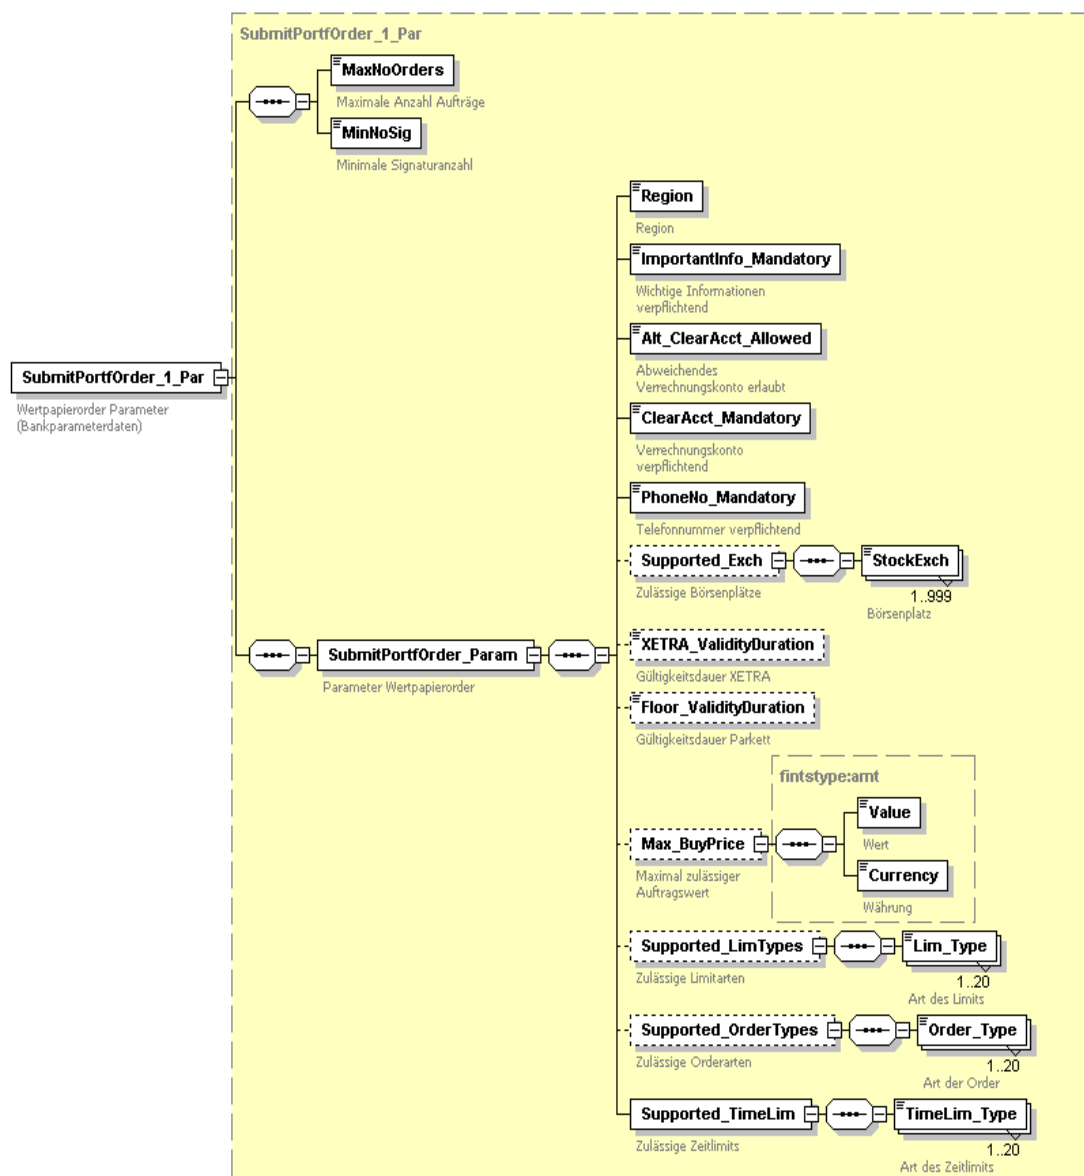 SubmitPortfOrder_1_Par
MaxNoOrders
Maximale Anzahl Aufträge
MinNoSig
Minimale Signaturanzahl
SubmitPortfOrder_1_Par
Wertpapierorder Parameter
(Bankparameterdaten)
SubmitPortfOrder_Param
Parameter Wertpapierorder
Region
Region
ImportantInfo_Mandatory
Wichtige Informationen
verpflichtend
Alt_ClearAcct_Allowed
Abweichendes
Verrechnungskonto erlaubt
ClearAcct_Mandatory
Verrechnungskonto
verpflichtend
PhoneNo_Mandatory
Telefonnummer verpflichtend
Supported_Exch
Zulässige Börsenplätze
StockExch
1..999
Börsenplatz
XETRA_ValidityDuration
Gültigkeitsdauer XETRA
Floor_ValidityDuration
Gültigkeitsdauer Parkett
fintstype:amt
Max_BuyPrice
Maximal zulässiger
Auftragswert
Value
Wert
Currency
Währung
Supported_LimTypes
Zulässige Limitarten
Lim_Type
1..20
Art des Limits
Supported_OrderTypes
Zulässige Orderarten
Order_Type
1..20
Art der Order
Supported_TimeLim
Zulässige Zeitlimits
TimeLim_Type
1..20
Art des Zeitlimits